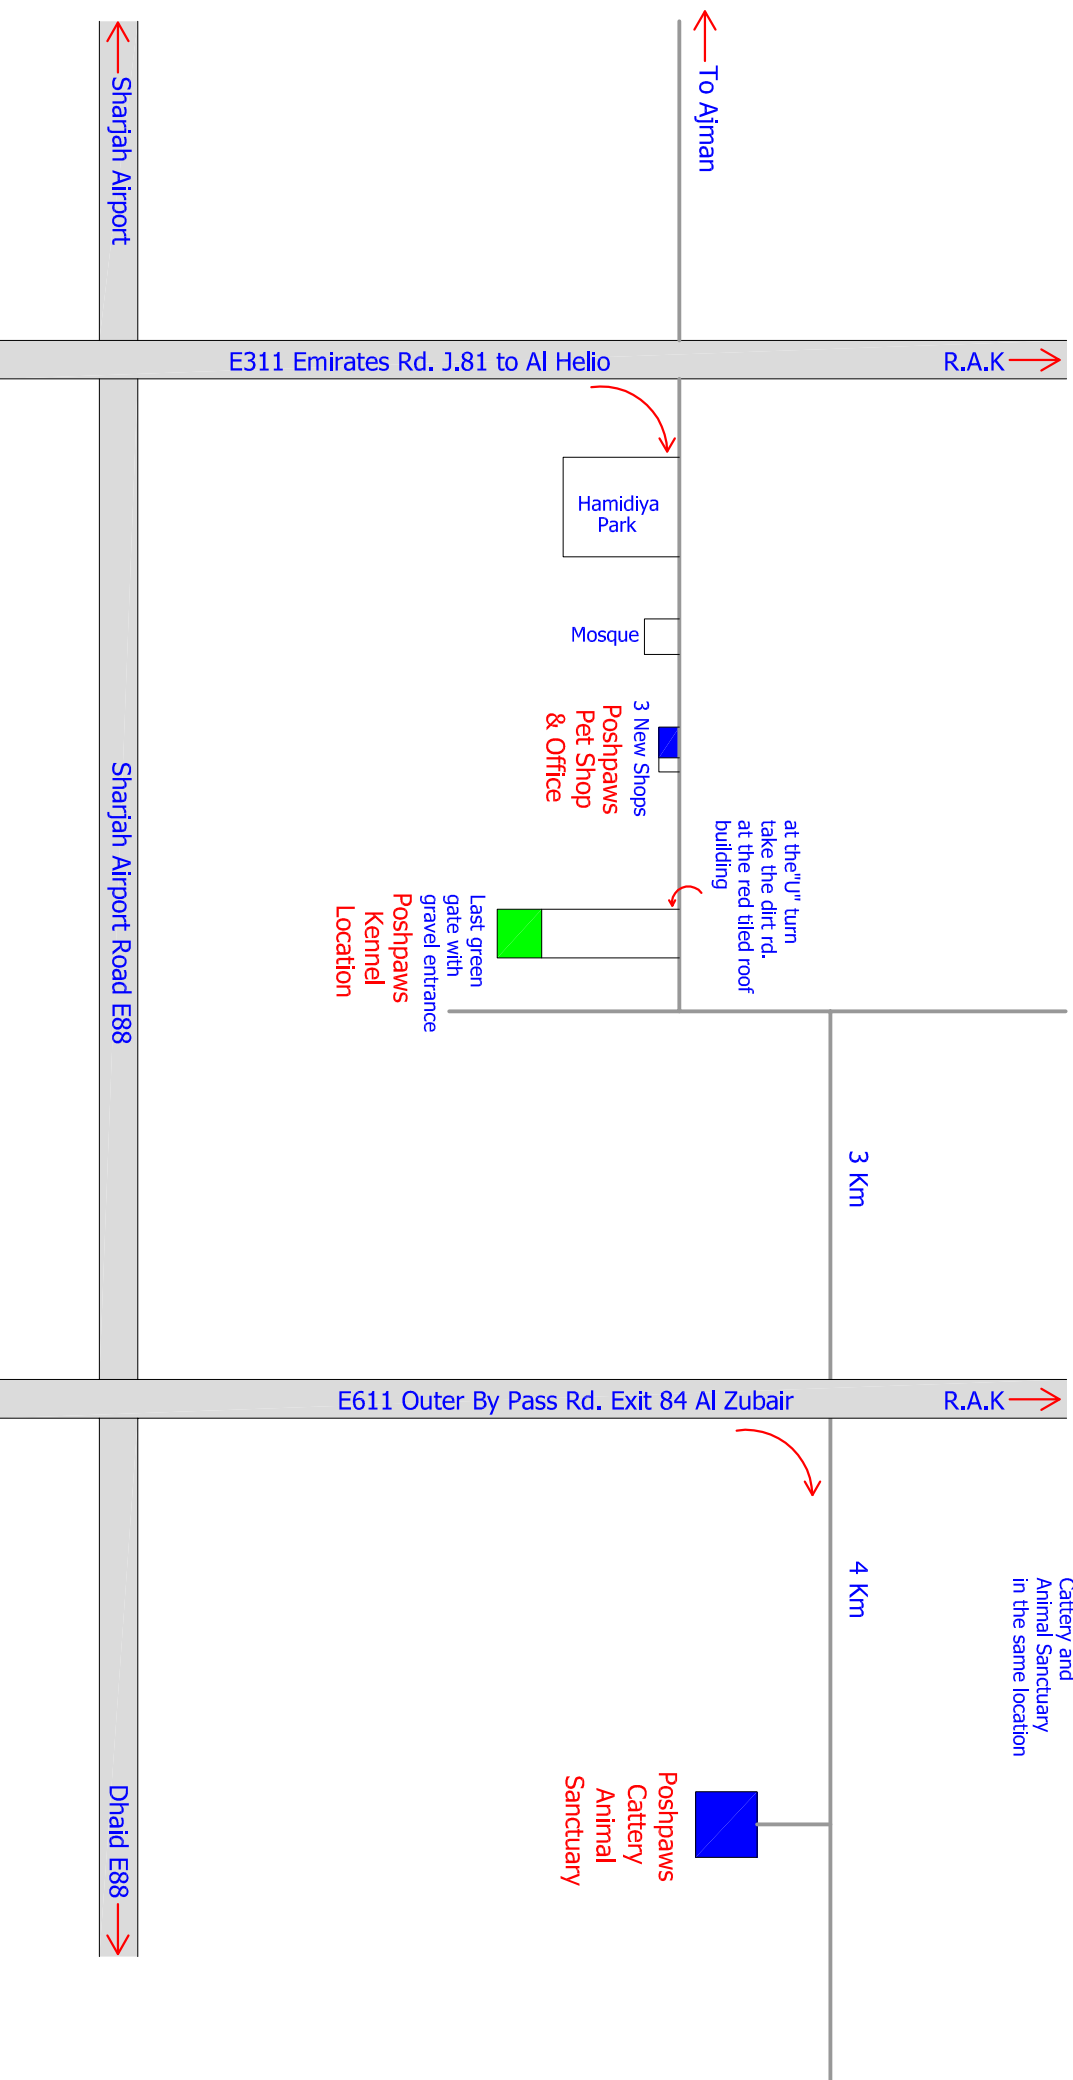 To Ajman
Sharjah Airport
E311 Emirates Rd. J.81 to Al Helio
R.A.K
Hamidiya
Park
Mosque
3 New Shops
Poshpaws
Pet Shop
& Office
at the"U" turn
take the dirt rd.
at the red tiled roof
building
Last green
gate with
gravel entrance
Poshpaws
Kennel
Location
Sharjah Airport Road E88
3 Km
E611 Outer By Pass Rd. Exit 84 Al Zubair
R.A.K
4 Km
Cattery and
Animal Sanctuary
in the same location
Poshpaws
Cattery
Animal
Sanctuary
Dhaid E88